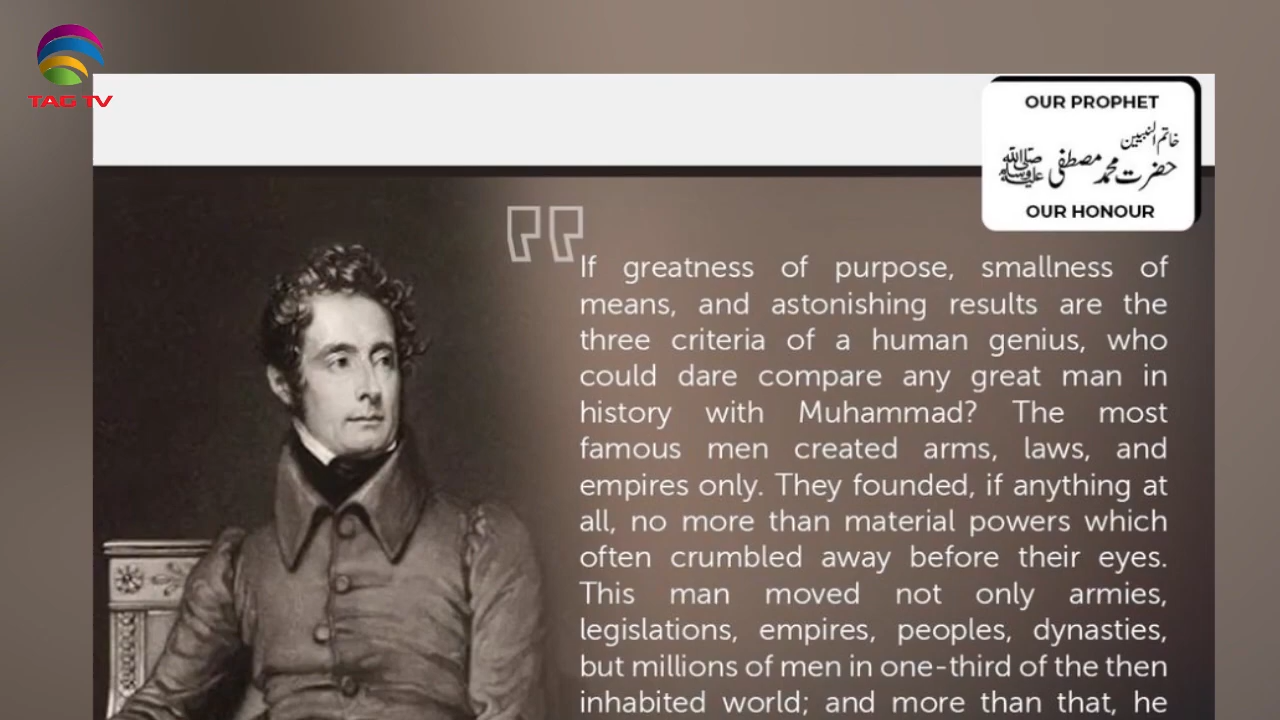 TAG TV
OUR PROPHET
خاتم النبیین
حضرت محمد مصطفی ﷺ
OUR HONOUR
If greatness of purpose, smallness of
means, and astonishing results are the
three criteria of a human genius, who
could dare compare any great man in
history with Muhammad? The most
famous men created arms, laws, and
empires only. They founded, if anything at
all, no more than material powers which
often crumbled away before their eyes.
This man moved not only armies,
legislations, empires, peoples, dynasties,
but millions of men in one-third of the then
inhabited world; and more than that, he